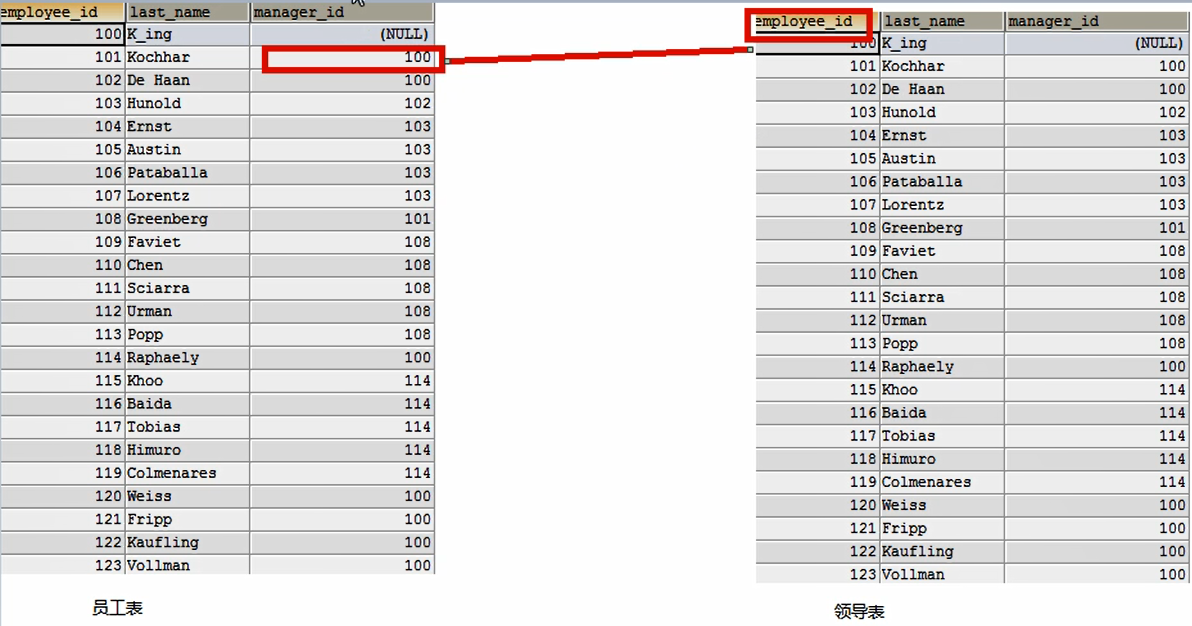 employee_id last_name manager_id
100 K_ing (NULL)
101 Kochhar 100
102 De Haan 100
103 Hunold 102
104 Ernst 103
105 Austin 103
106 Pataballa 103
107 Lorentz 103
108 Greenberg 101
109 Faviet 108
110 Chen 108
111 Sciarra 108
112 Urman 108
113 Popp 108
114 Raphaely 100
115 Khoo 114
116 Baida 114
117 Tobias 114
118 Himuro 114
119 Colmenares 114
120 Weiss 100
121 Fripp 100
122 Kaufling 100
123 Vollman 100
员工表
employee_id last_name manager_id
100 K_ing (NULL)
101 Kochhar 100
102 De Haan 100
103 Hunold 102
104 Ernst 103
105 Austin 103
106 Pataballa 103
107 Lorentz 103
108 Greenberg 101
109 Faviet 108
110 Chen 108
111 Sciarra 108
112 Urman 108
113 Popp 108
114 Raphaely 100
115 Khoo 114
116 Baida 114
117 Tobias 114
118 Himuro 114
119 Colmenares 114
120 Weiss 100
121 Fripp 100
122 Kaufling 100
123 Vollman 100
领导表